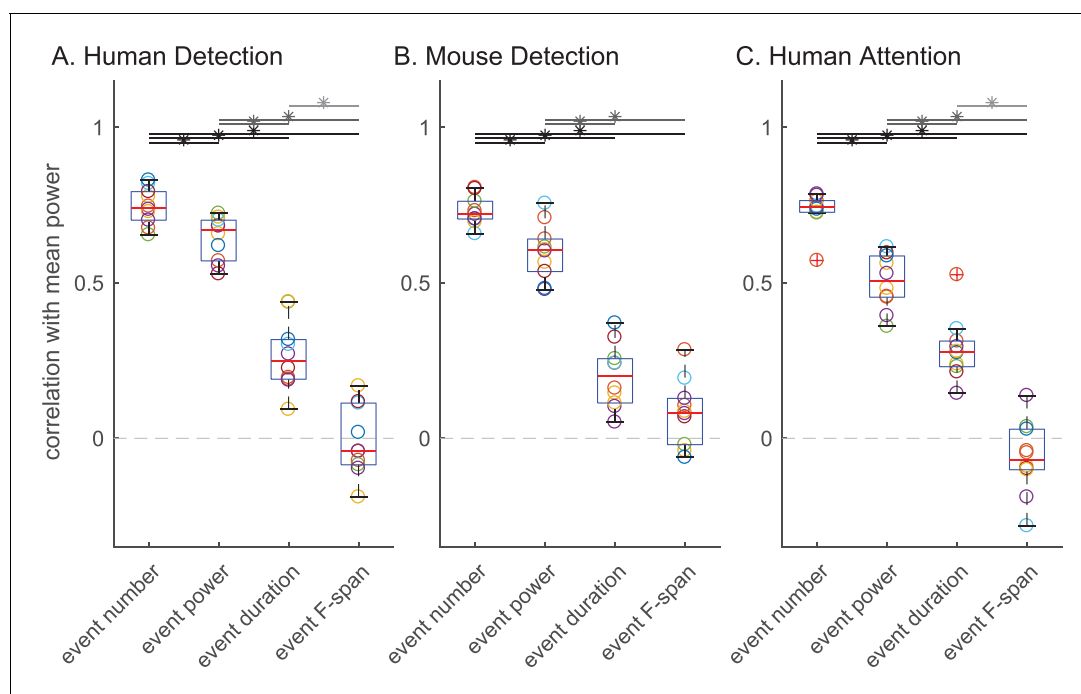 A. Human Detection
B. Mouse Detection
C. Human Attention
correlation with mean power
1
0.5
0
event number
event power
event duration
event F-span
1
0.5
0
event number
event power
event duration
event F-span
1
0.5
0
event number
event power
event duration
event F-span